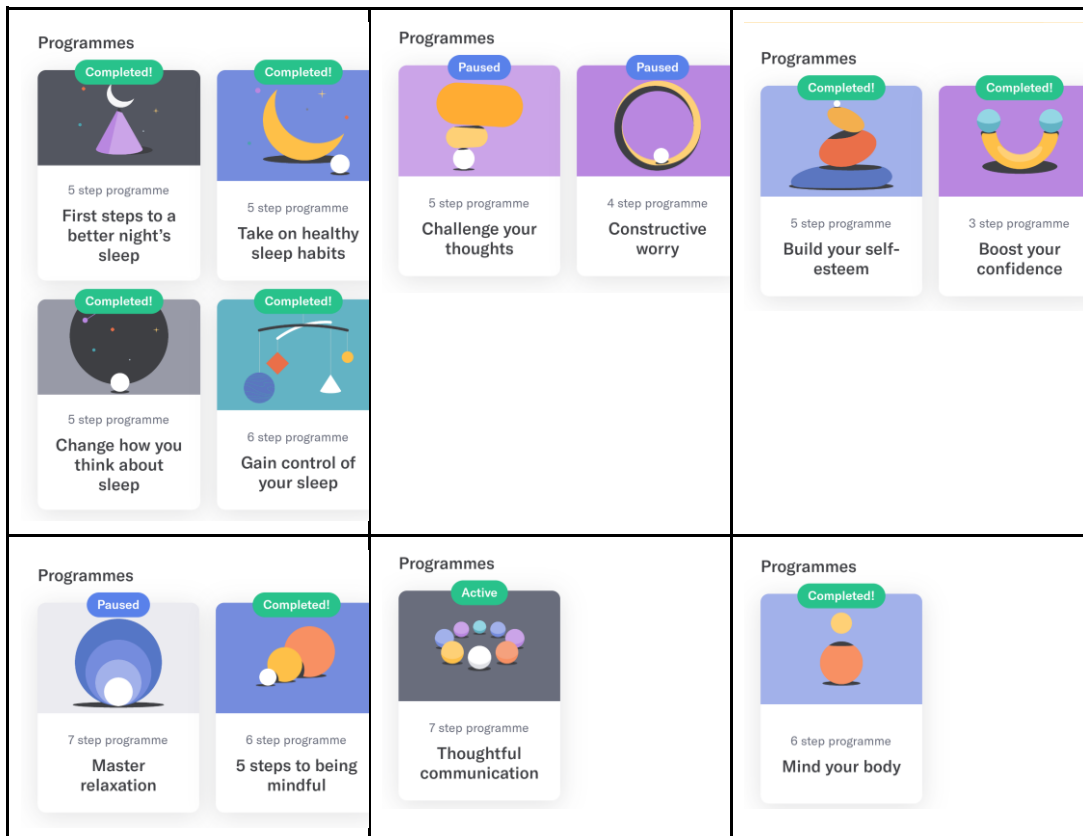 Programmes
Completed!
Completed!
5 step programme
First steps to a
better night's
sleep
5 step programme
Take on healthy
sleep habits
Completed!
Completed!
5 step programme
Change how you
think about
sleep
6 step programme
Gain control of
your sleep
Programmes
Paused
Paused
5 step programme
Challenge your
thoughts
4 step programme
Constructive
worry
Programmes
Completed!
Completed!
5 step programme
Build your self-
esteem
3 step programme
Boost your
confidence
Programmes
Paused
Completed!
7 step programme
Master
relaxation
6 step programme
5 steps to being
mindful
Programmes
Active
7 step programme
Thoughtful
communication
Programmes
Completed!
6 step programme
Mind your body